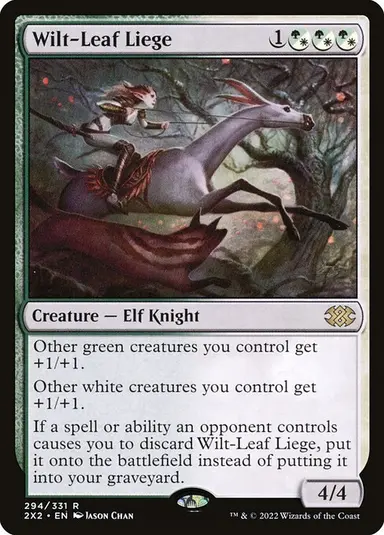 Wilt-Leaf Liege 1
Creature — Elf Knight
Other green creatures you control get
+1/+1.
Other white creatures you control get
+1/+1.
If a spell or ability an opponent controls
causes you to discard Wilt-Leaf Liege, put
it onto the battlefield instead of putting it
into your graveyard.
4/4
294/331 R
2X2 • EN Jason Chan
™ & © 2022 Wizards of the Coast